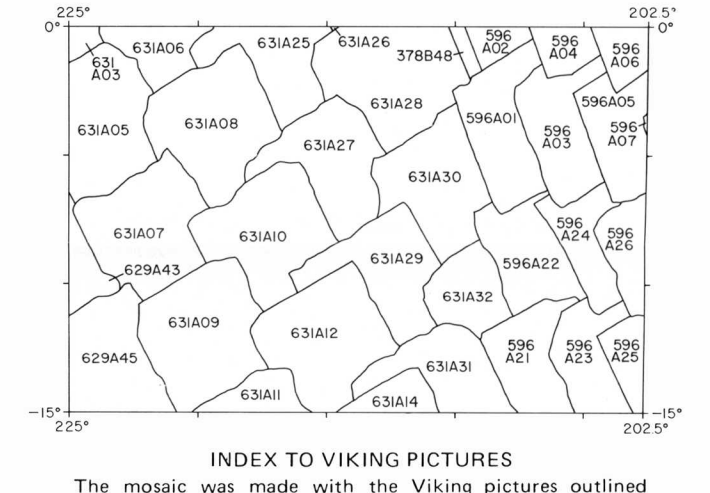 225°
202.5°
0°
0°
631A06
631A25
631A26
596
A02
596
A04
596
A06
378B48
631
A03
631A28
596A05
631A05
631A08
596A01
596
A03
596
A07
631A27
631A30
631A07
631A10
596
A24
596
A26
629A43
631A29
596A22
631A32
631A09
631A12
629A45
631A31
596
A21
596
A23
596
A25
631A11
631A14
-15°
-15°
225°
202.5°
INDEX TO VIKING PICTURES
The mosaic was made with the Viking pictures outlined